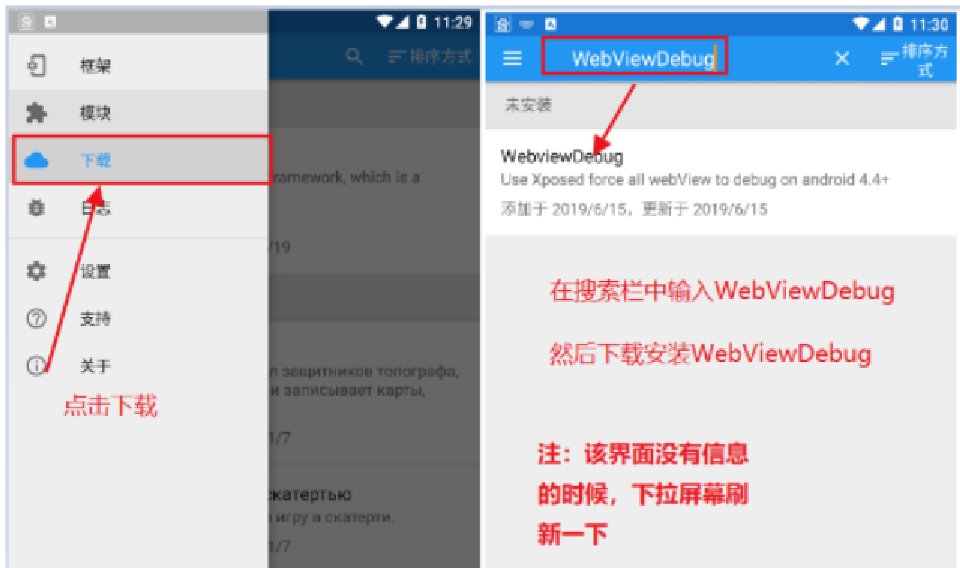 11:29
排序方式
框架
模块
下载
ramework, which is a
日志
/19
设置
支持
关于
л защитников топографа,
и записывает карты,
点击下载
1/7
скатертью
игру в скатерти.
1/7
11:30
WebViewDebug
排序方
式
未安装
WebviewDebug
Use Xposed force all webView to debug on android 4.4+
添加于 2019/6/15，更新于 2019/6/15
在搜索栏中输入WebViewDebug
然后下载安装WebViewDebug
注：该界面没有信息
的时候，下拉屏幕刷
新一下